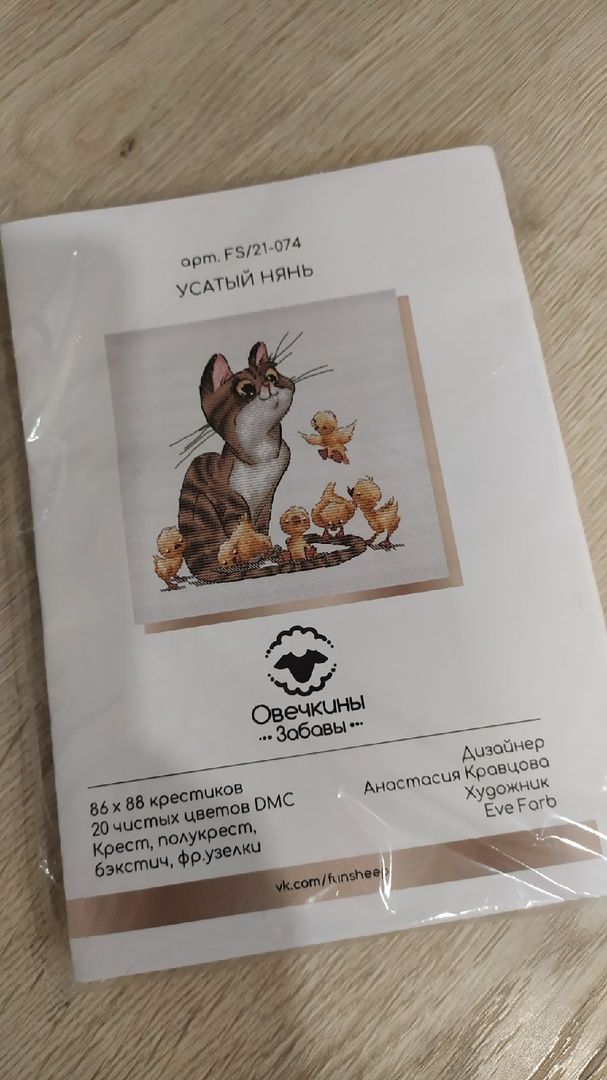 арт. FS/21-074
УСАТЫЙ НЯНЬ
Овечкины
••• Забавы •••
86 х 88 крестиков
20 чистых цветов DMC
Крест, полукрест,
бэкстич, фр.узелки
Дизайнер
Анастасия Кравцова
Художник
Eve Farb
vk.com/funsheep